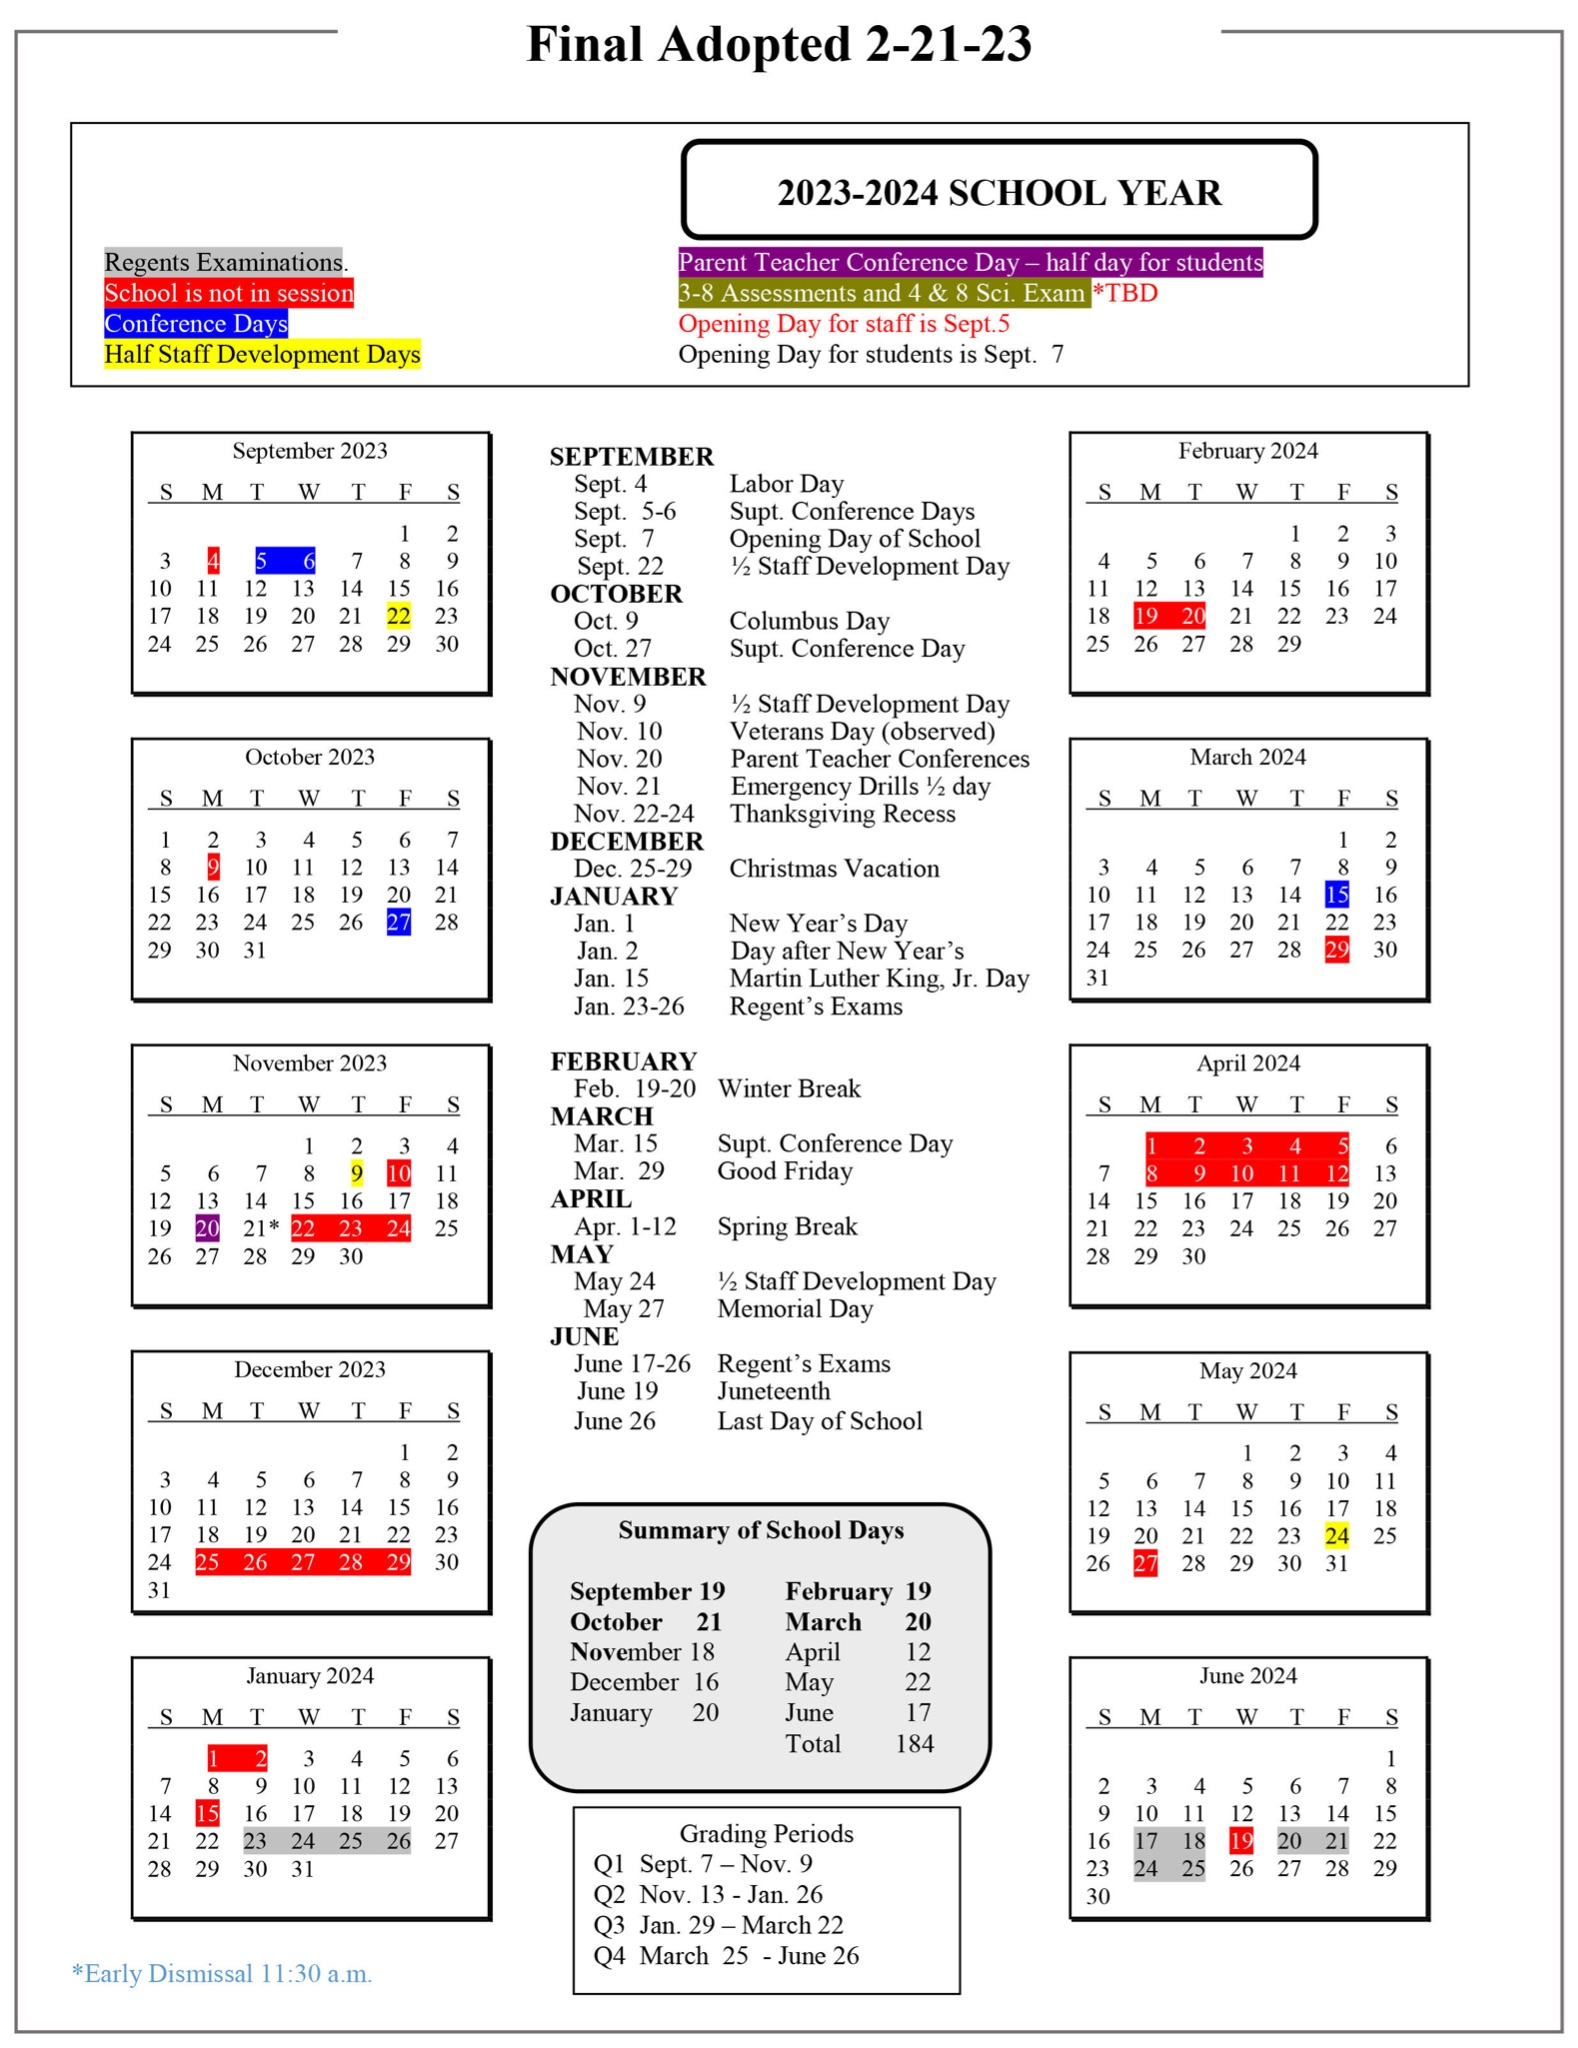 Final Adopted 2-21-23
2023-2024 SCHOOL YEAR
Regents Examinations.
School is not in session
Conference Days
Half Staff Development Days
Parent Teacher Conference Day – half day for students
3-8 Assessments and 4 & 8 Sci. Exam *TBD
Opening Day for staff is Sept.5
Opening Day for students is Sept. 7
September 2023
S M T W T F S
1 2
3 4 5 6 7 8 9
10 11 12 13 14 15 16
17 18 19 20 21 22 23
24 25 26 27 28 29 30
October 2023
S M T W T F S
1 2 3 4 5 6 7
8 9 10 11 12 13 14
15 16 17 18 19 20 21
22 23 24 25 26 27 28
29 30 31
November 2023
S M T W T F S
1 2 3 4
5 6 7 8 9 10 11
12 13 14 15 16 17 18
19 20 21* 22 23 24 25
26 27 28 29 30
December 2023
S M T W T F S
1 2
3 4 5 6 7 8 9
10 11 12 13 14 15 16
17 18 19 20 21 22 23
24 25 26 27 28 29 30
31
January 2024
S M T W T F S
1 2 3 4 5 6
7 8 9 10 11 12 13
14 15 16 17 18 19 20
21 22 23 24 25 26 27
28 29 30 31
*Early Dismissal 11:30 a.m.
SEPTEMBER
Sept. 4 Labor Day
Sept. 5-6 Supt. Conference Days
Sept. 7 Opening Day of School
Sept. 22 ½ Staff Development Day
OCTOBER
Oct. 9 Columbus Day
Oct. 27 Supt. Conference Day
NOVEMBER
Nov. 9 ½ Staff Development Day
Nov. 10 Veterans Day (observed)
Nov. 20 Parent Teacher Conferences
Nov. 21 Emergency Drills ½ day
Nov. 22-24 Thanksgiving Recess
DECEMBER
Dec. 25-29 Christmas Vacation
JANUARY
Jan. 1 New Year’s Day
Jan. 2 Day after New Year’s
Jan. 15 Martin Luther King, Jr. Day
Jan. 23-26 Regent’s Exams
FEBRUARY
Feb. 19-20 Winter Break
MARCH
Mar. 15 Supt. Conference Day
Mar. 29 Good Friday
APRIL
Apr. 1-12 Spring Break
MAY
May 24 ½ Staff Development Day
May 27 Memorial Day
JUNE
June 17-26 Regent’s Exams
June 19 Juneteenth
June 26 Last Day of School
Summary of School Days
September 19 February 19
October 21 March 20
November 18 April 12
December 16 May 22
January 20 June 17
Total 184
Grading Periods
Q1 Sept. 7 – Nov. 9
Q2 Nov. 13 - Jan. 26
Q3 Jan. 29 – March 22
Q4 March 25 - June 26
February 2024
S M T W T F S
1 2 3
4 5 6 7 8 9 10
11 12 13 14 15 16 17
18 19 20 21 22 23 24
25 26 27 28 29
March 2024
S M T W T F S
1 2
3 4 5 6 7 8 9
10 11 12 13 14 15 16
17 18 19 20 21 22 23
24 25 26 27 28 29 30
31
April 2024
S M T W T F S
1 2 3 4 5 6
7 8 9 10 11 12 13
14 15 16 17 18 19 20
21 22 23 24 25 26 27
28 29 30
May 2024
S M T W T F S
1 2 3 4
5 6 7 8 9 10 11
12 13 14 15 16 17 18
19 20 21 22 23 24 25
26 27 28 29 30 31
June 2024
S M T W T F S
1
2 3 4 5 6 7 8
9 10 11 12 13 14 15
16 17 18 19 20 21 22
23 24 25 26 27 28 29
30